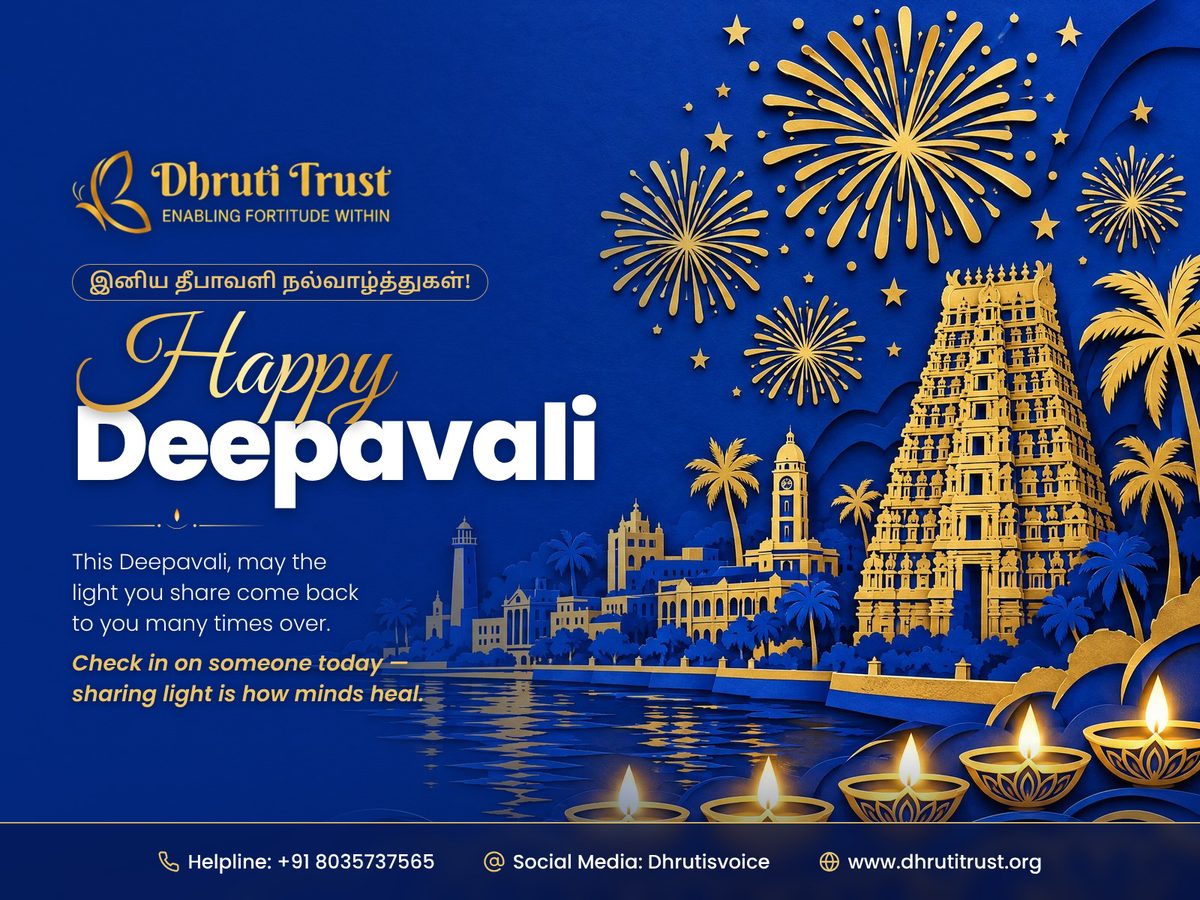 Dhruti Trust
ENABLING FORTITUDE WITHIN
இனிய தீபாவளி நல்வாழ்த்துகள்!
Happy
Deepavali
This Deepavali, may the
light you share come back
to you many times over.
Check in on someone today —
sharing light is how minds heal.
Helpline: +91 8035737565
Social Media: Dhrutisvoice
www.dhrutitrust.org